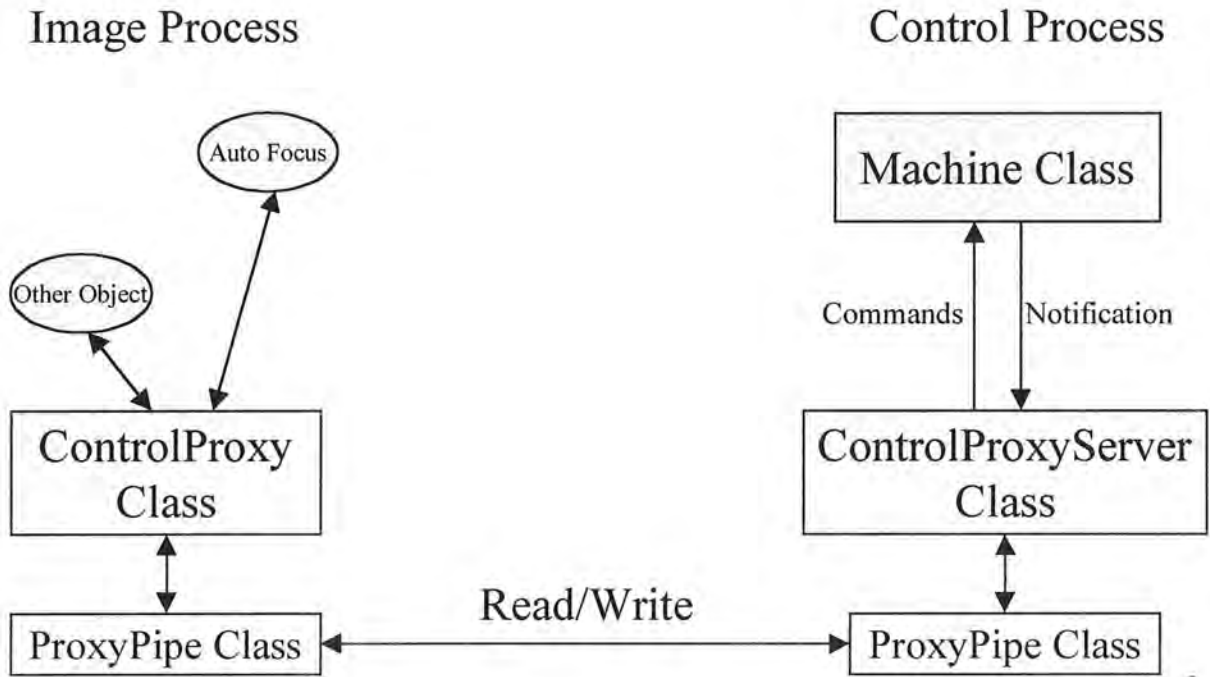 Image Process
Control Process
Auto Focus
Machine Class
Other Object
Commands
Notification
ControlProxy
Class
ControlProxyServer
Class
Read/Write
ProxyPipe Class
ProxyPipe Class